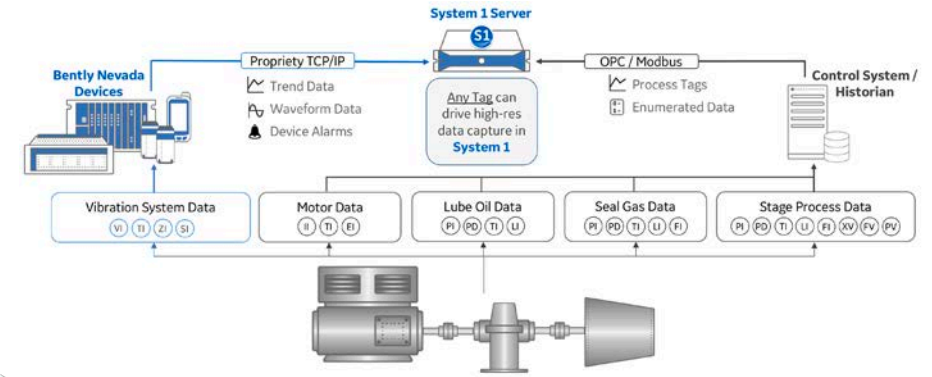 System 1 Server
S1
Propriety TCP/IP
Trend Data
Waveform Data
Device Alarms
OPC / Modbus
Process Tags
Enumerated Data
Bently Nevada
Devices
Control System /
Historian
Any Tag can
drive high-res
data capture in
System 1
Vibration System Data
VI TI ZI SI
Motor Data
II TI EI
Lube Oil Data
PI PD TI LI
Seal Gas Data
PI PD TI LI FI
Stage Process Data
PI PD TI LI FI XV FV PV